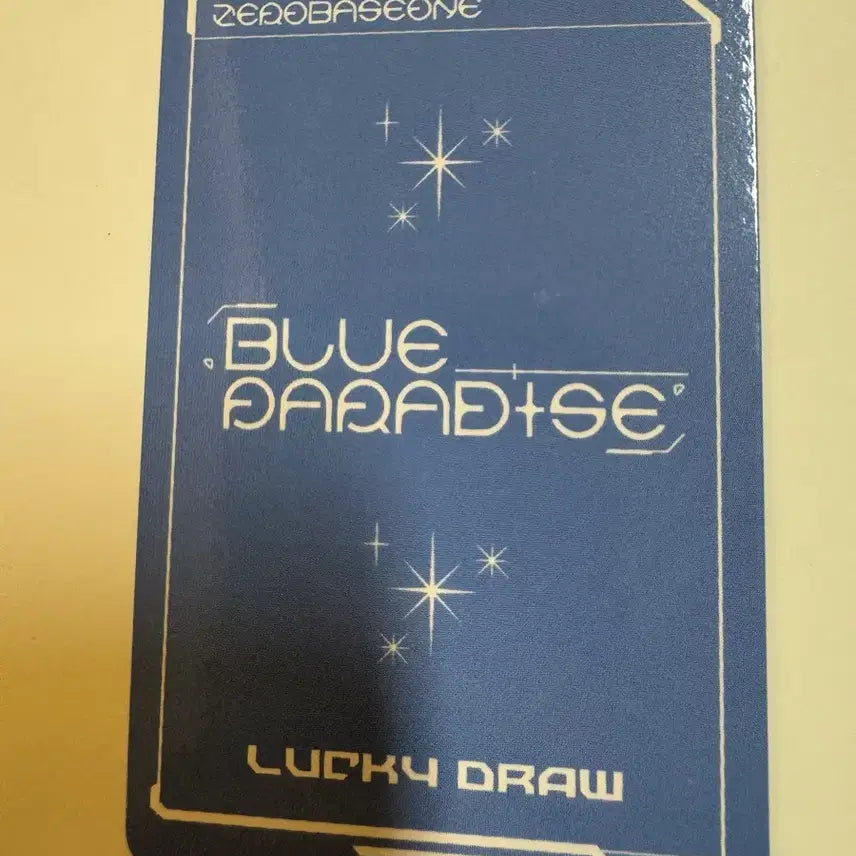 ZEROBASEONE
BLUE
PARADISE
LUCKY DRAW